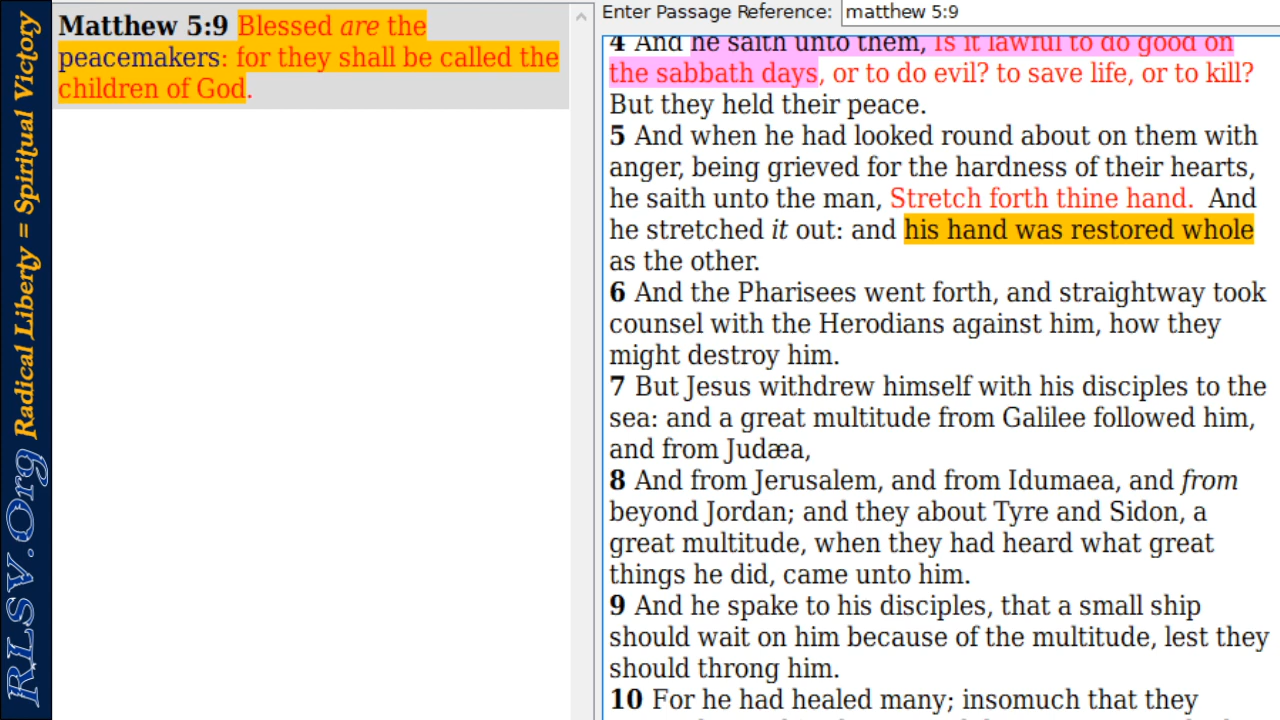 RLSV.Org Radical Liberty = Spiritual Victory
Matthew 5:9 Blessed are the
peacemakers: for they shall be called the
children of God.
Enter Passage Reference: matthew 5:9
4 And he saith unto them, Is it lawful to do good on
the sabbath days, or to do evil? to save life, or to kill?
But they held their peace.
5 And when he had looked round about on them with
anger, being grieved for the hardness of their hearts,
he saith unto the man, Stretch forth thine hand. And
he stretched it out: and his hand was restored whole
as the other.
6 And the Pharisees went forth, and straightway took
counsel with the Herodians against him, how they
might destroy him.
7 But Jesus withdrew himself with his disciples to the
sea: and a great multitude from Galilee followed him,
and from Judæa,
8 And from Jerusalem, and from Idumaea, and from
beyond Jordan; and they about Tyre and Sidon, a
great multitude, when they had heard what great
things he did, came unto him.
9 And he spake to his disciples, that a small ship
should wait on him because of the multitude, lest they
should throng him.
10 For he had healed many; insomuch that they